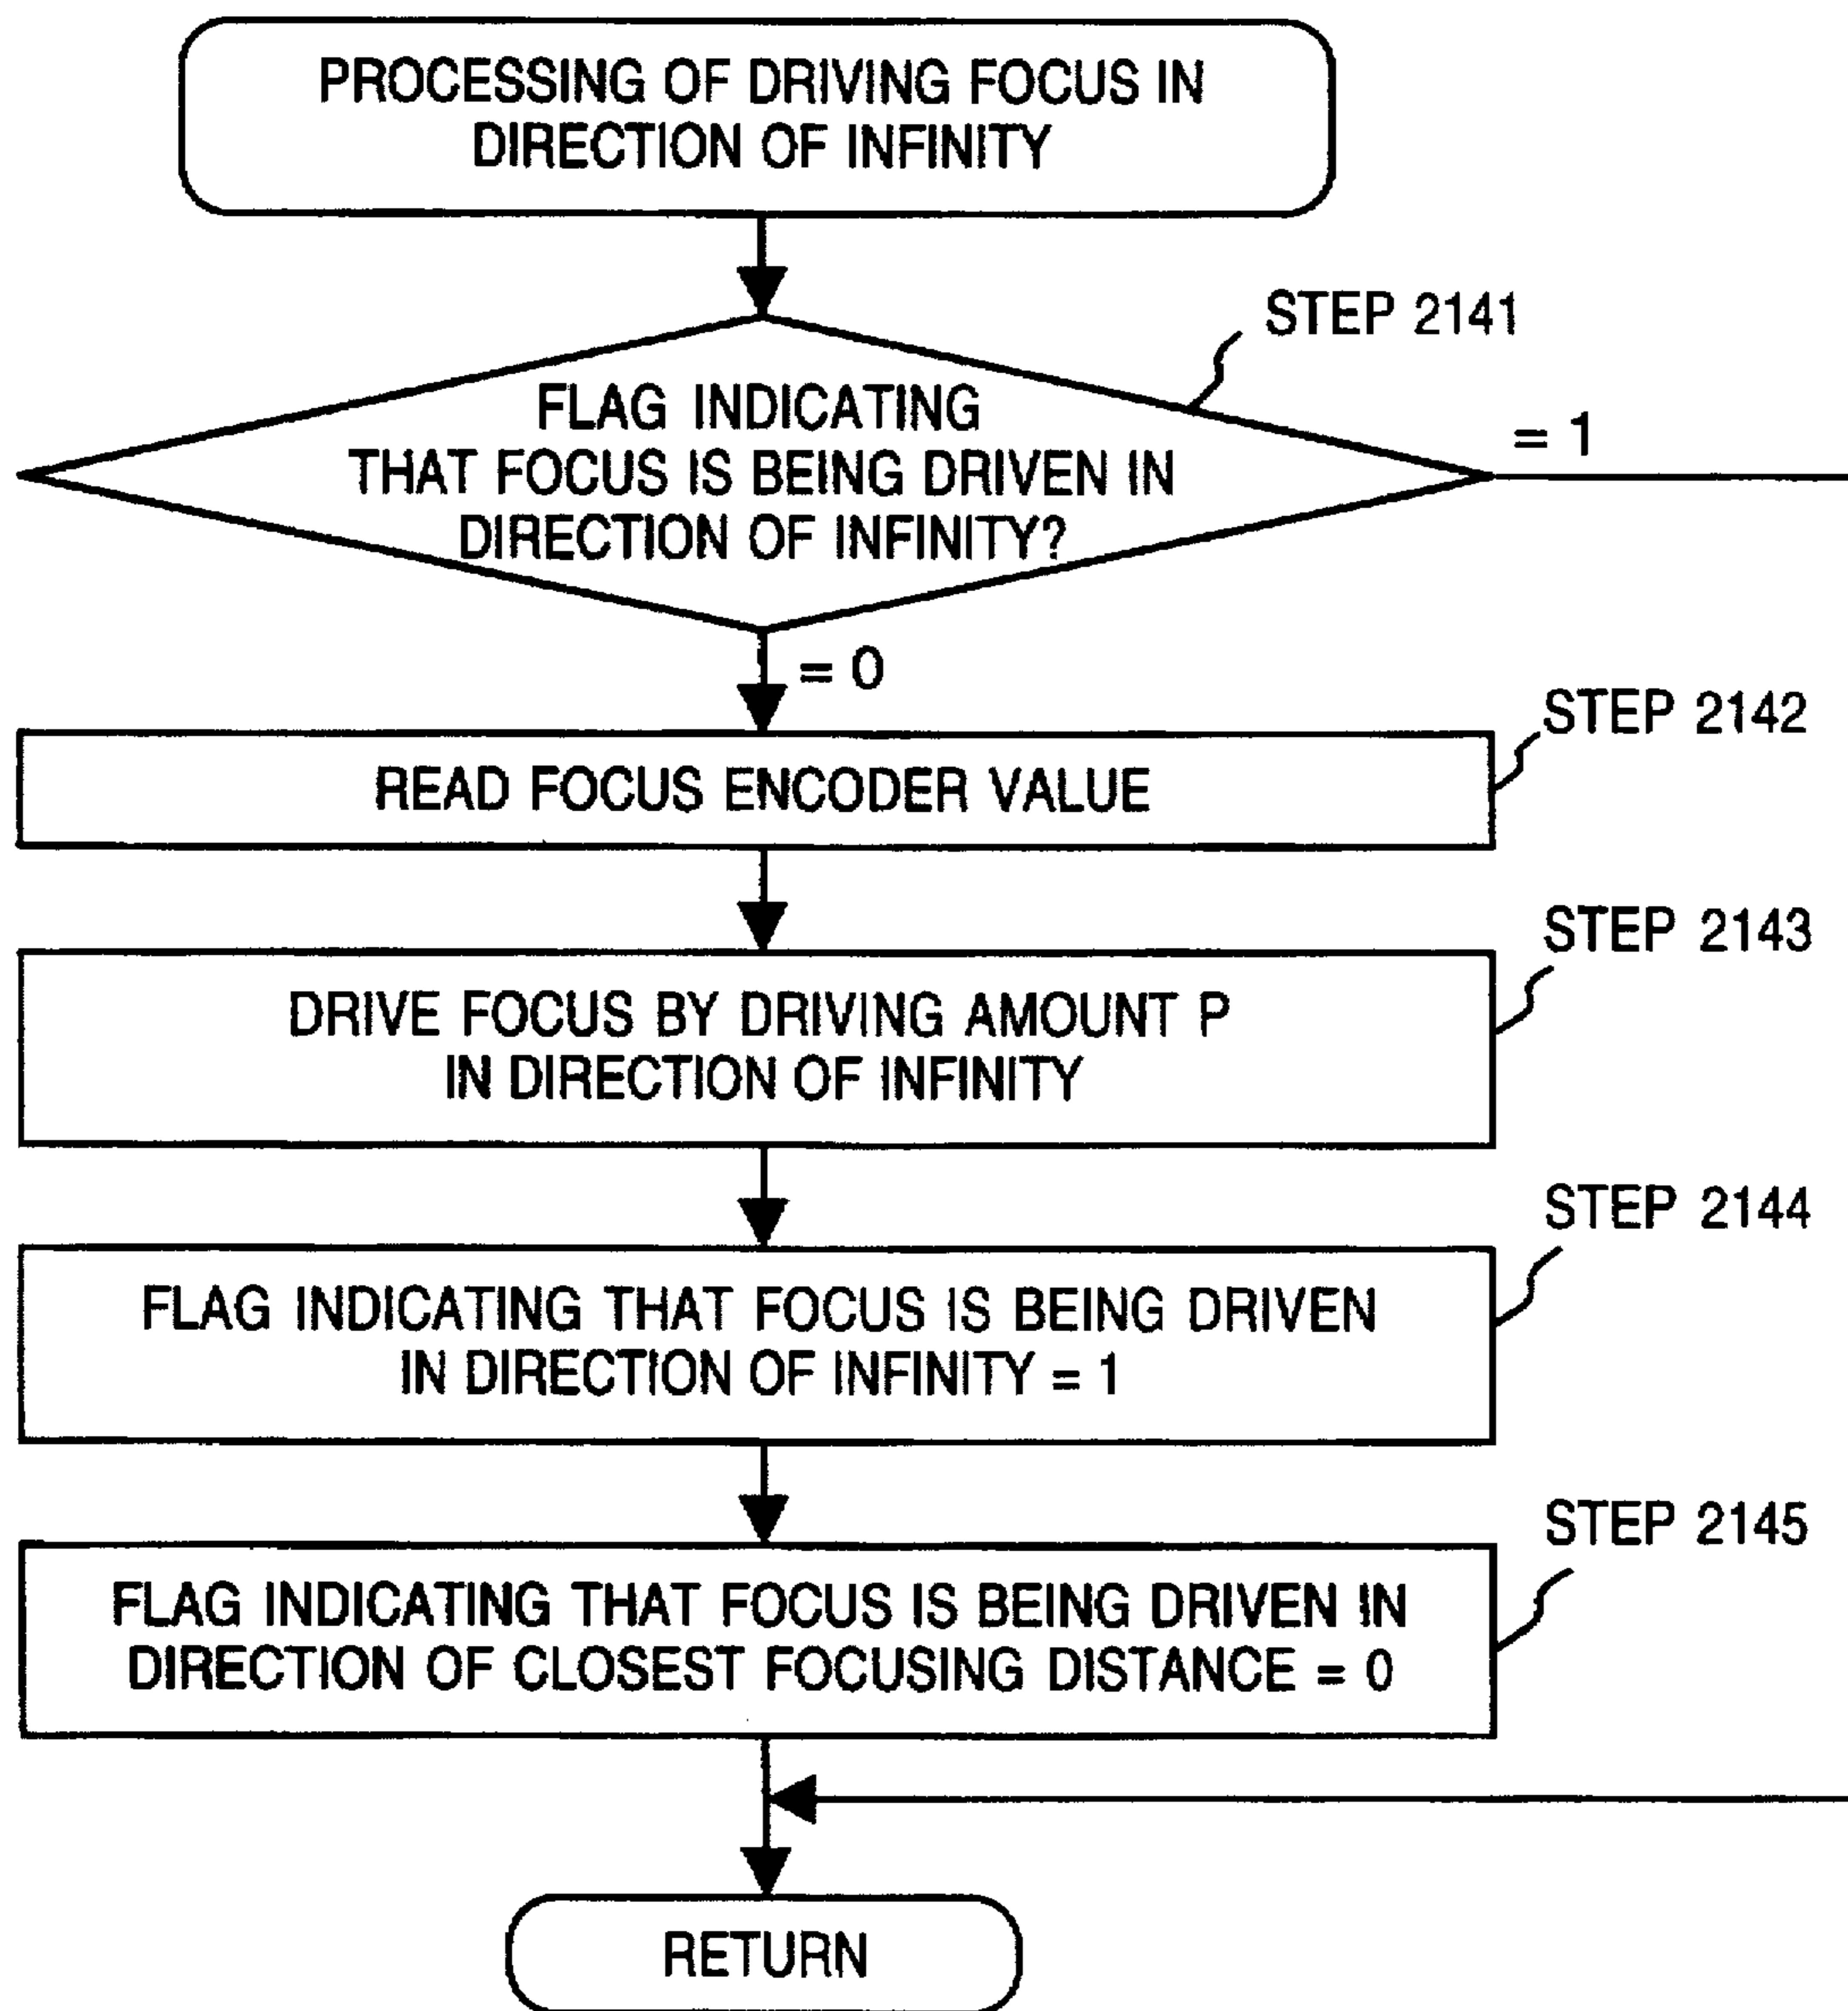 PROCESSING OF DRIVING FOCUS IN
DIRECTION OF INFINITY
STEP 2141
FLAG INDICATING
THAT FOCUS IS BEING DRIVEN IN
DIRECTION OF INFINITY?
= 1
= 0
STEP 2142
READ FOCUS ENCODER VALUE
STEP 2143
DRIVE FOCUS BY DRIVING AMOUNT P
IN DIRECTION OF INFINITY
STEP 2144
FLAG INDICATING THAT FOCUS IS BEING DRIVEN
IN DIRECTION OF INFINITY = 1
STEP 2145
FLAG INDICATING THAT FOCUS IS BEING DRIVEN IN
DIRECTION OF CLOSEST FOCUSING DISTANCE = 0
RETURN